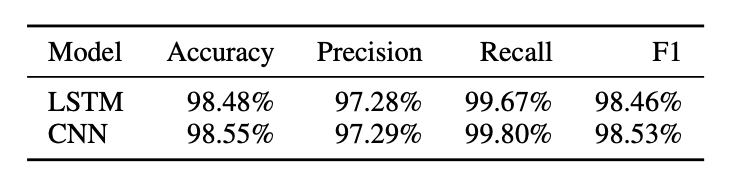 Model Accuracy Precision Recall F1
LSTM 98.48% 97.28% 99.67% 98.46%
CNN 98.55% 97.29% 99.80% 98.53%